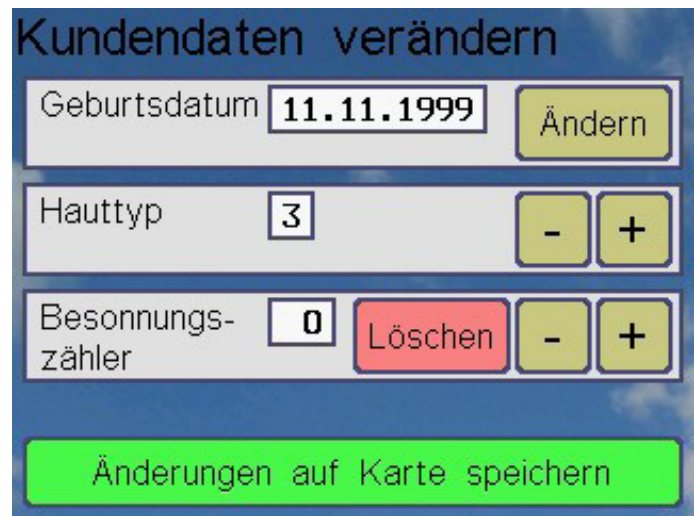 Kundendaten verändern
Geburtsdatum 11.11.1999 Ändern
Hauttyp 3 - +
Besonnungs-
zähler 0 Löschen - +
Änderungen auf Karte speichern